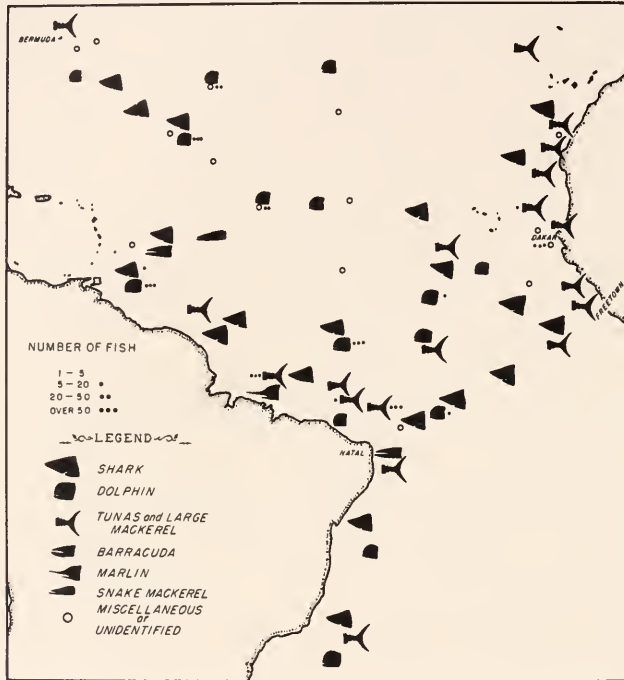 BERMUDA
DAKAR
FREETOWN
NATAL
NUMBER OF FISH
1 - 5
5 - 20 •
20 - 50 ••
OVER 50 •••
LEGEND
SHARK
DOLPHIN
TUNAS and LARGE
MACKEREL
BARRACUDA
MARLIN
SNAKE MACKEREL
MISCELLANEOUS
or
UNIDENTIFIED